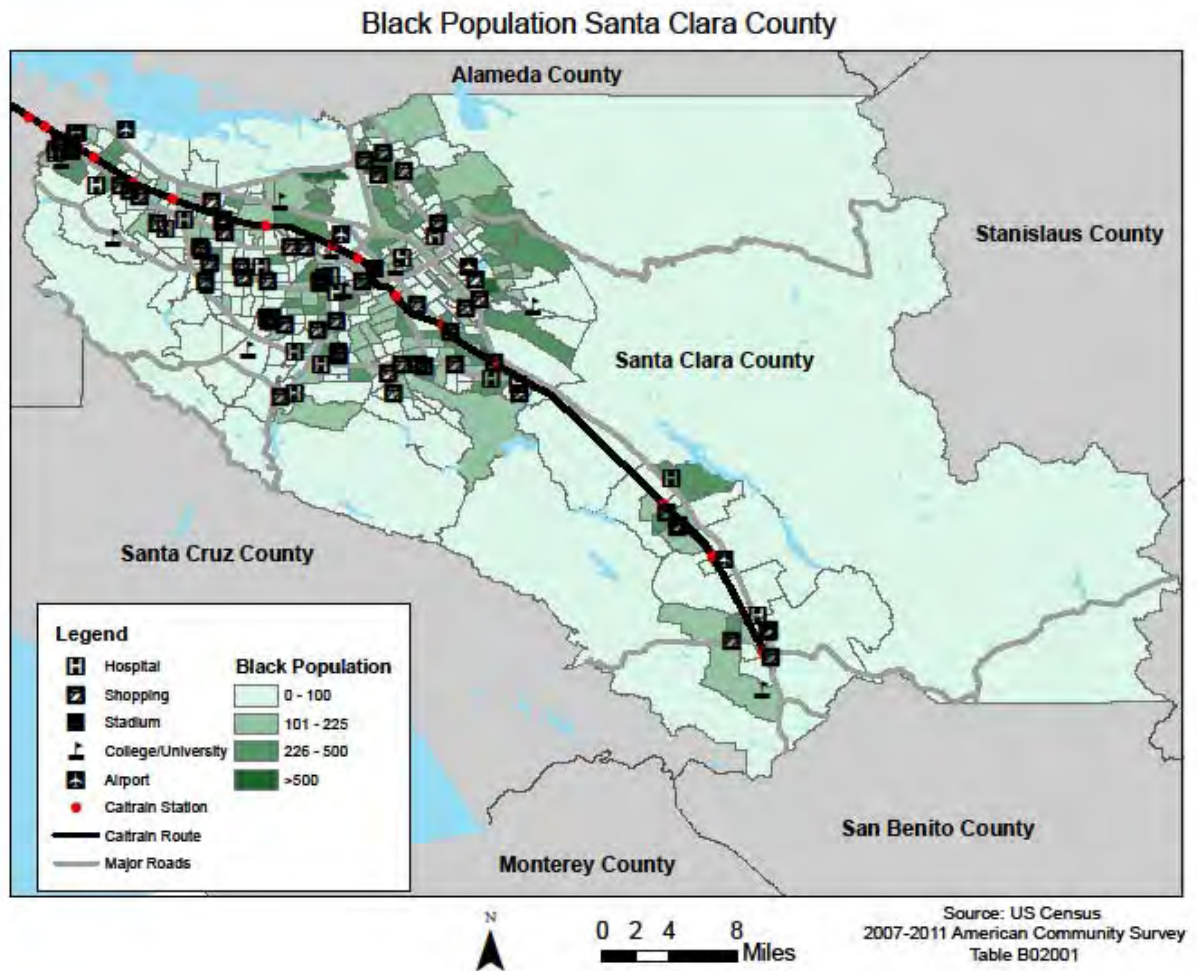 Black Population Santa Clara County
Alameda County
Stanislaus County
Santa Clara County
Santa Cruz County
San Benito County
Monterey County
Legend
Hospital
Shopping
Stadium
College/University
Airport
Caltrain Station
Caltrain Route
Major Roads
Black Population
0 - 100
101 - 225
226 - 500
>500
N
0 2 4 8
Miles
Source: US Census
2007-2011 American Community Survey
Table B02001